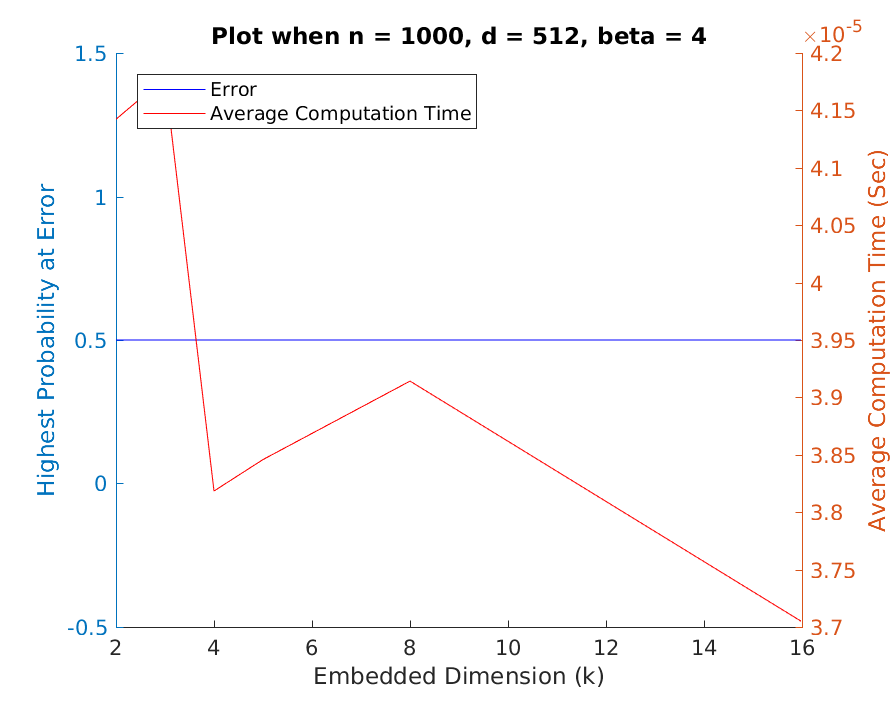 Plot when n = 1000, d = 512, beta = 4
×10-5
Error
Average Computation Time
Highest Probability at Error
1.5
1
0.5
0
-0.5
4.2
4.15
4.1
4.05
4
3.95
3.9
3.85
3.8
3.75
3.7
Average Computation Time (Sec)
2 4 6 8 10 12 14 16
Embedded Dimension (k)